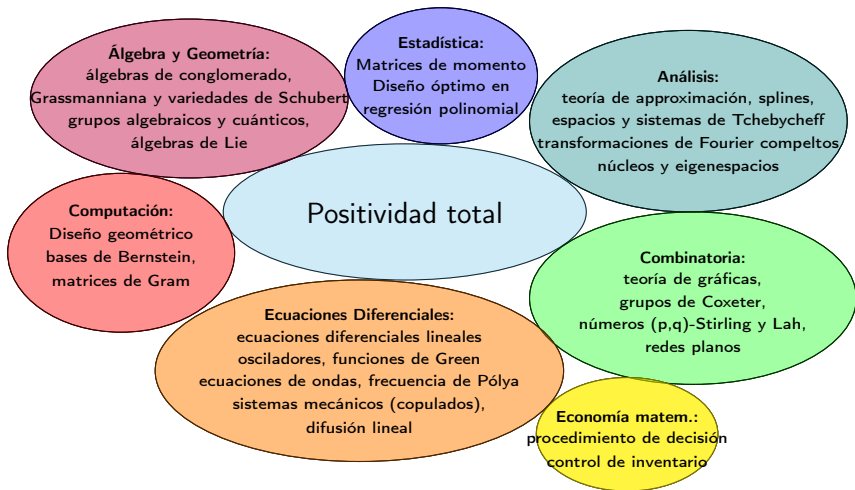 Álgebra y Geometría:
álgebras de conglomerado,
Grassmanniana y variedades de Schubert
grupos algebraicos y cuánticos,
álgebras de Lie
Estadística:
Matrices de momento
Diseño óptimo en
regresión polinomial
Análisis:
teoría de approximación, splines,
espacios y sistemas de Tchebycheff
transformaciones de Fourier compeltos
núcleos y eigenespacios
Positividad total
Computación:
Diseño geométrico
bases de Bernstein,
matrices de Gram
Combinatoria:
teoría de gráficas,
grupos de Coxeter,
números (p,q)-Stirling y Lah,
redes planos
Ecuaciones Diferenciales:
ecuaciones diferenciales lineales
osciladores, funciones de Green
ecuaciones de ondas, frecuencia de Pólya
sistemas mecánicos (copulados),
difusión lineal
Economía matem.:
procedimiento de decisión
control de inventario